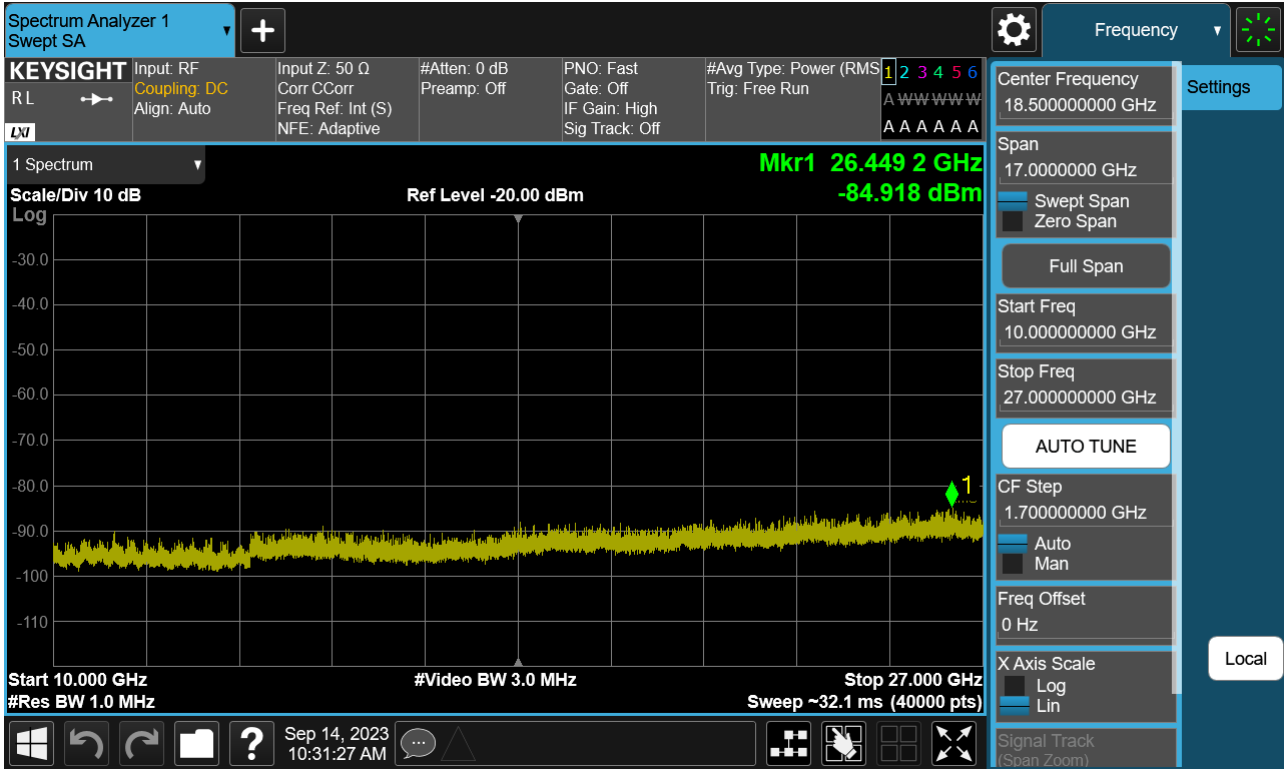 Spectrum Analyzer 1
Swept SA
Frequency
KEYSIGHT
R L
LXI
Input: RF
Coupling: DC
Align: Auto
Input Z: 50 Ω
Corr CCorr
Freq Ref: Int (S)
NFE: Adaptive
#Atten: 0 dB
Preamp: Off
PNO: Fast
Gate: Off
IF Gain: High
Sig Track: Off
#Avg Type: Power (RMS
Trig: Free Run
1 2 3 4 5 6
A W W W W W
A A A A A A
1 Spectrum
Mkr1 26.449 2 GHz
-84.918 dBm
Scale/Div 10 dB
Ref Level -20.00 dBm
Log
-30.0
-40.0
-50.0
-60.0
-70.0
-80.0
-90.0
-100
-110
1
Start 10.000 GHz
#Video BW 3.0 MHz
Stop 27.000 GHz
#Res BW 1.0 MHz
Sweep ~32.1 ms (40000 pts)
Center Frequency
18.500000000 GHz
Span
17.0000000 GHz
Swept Span
Zero Span
Full Span
Start Freq
10.000000000 GHz
Stop Freq
27.000000000 GHz
AUTO TUNE
CF Step
1.700000000 GHz
Auto
Man
Freq Offset
0 Hz
X Axis Scale
Log
Lin
Signal Track
(Span Zoom)
Settings
Local
?
Sep 14, 2023
10:31:27 AM